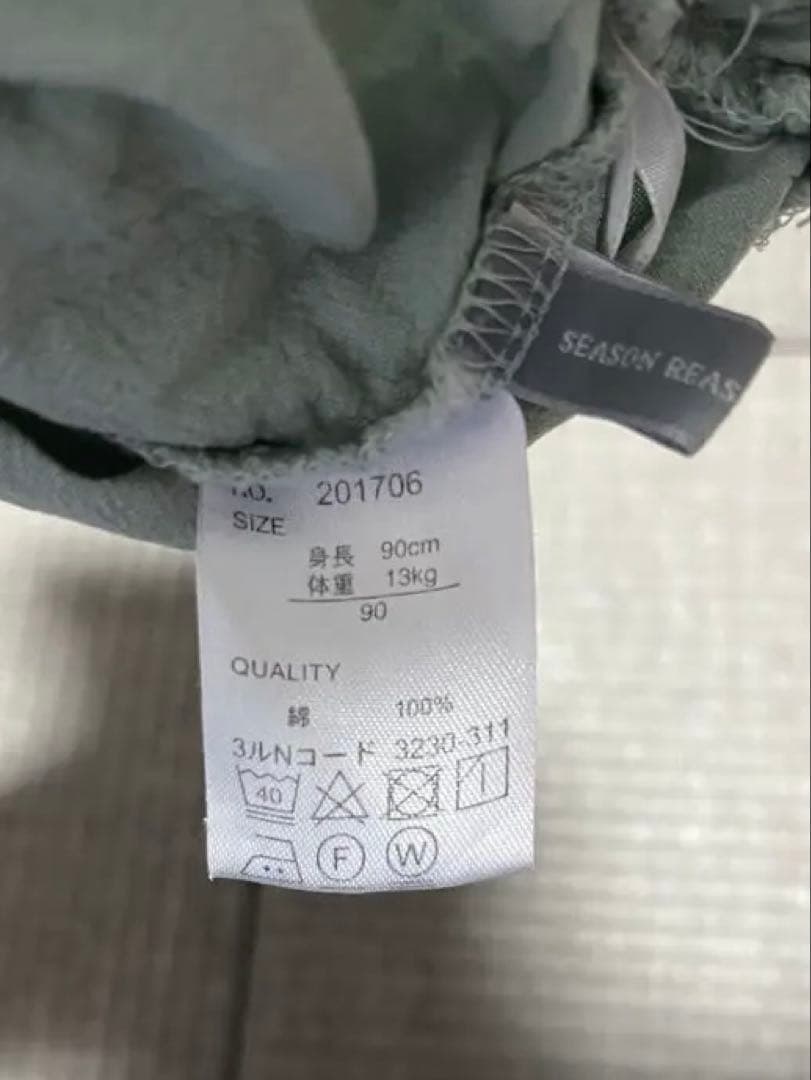 SEASON REAS
NO. 201706
SIZE
身長 90cm
体重 13kg
90
QUALITY
綿 100%
3ルNコード 3230-311
40
F W